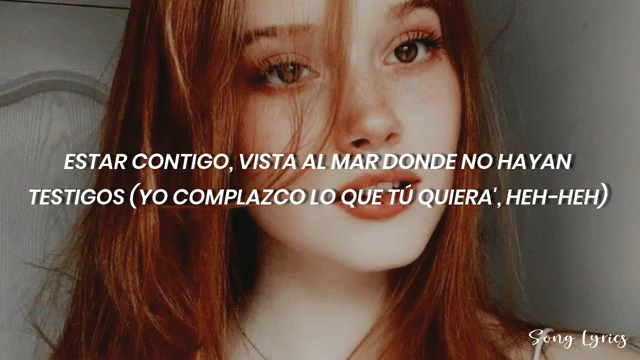 ESTAR CONTIGO, VISTA AL MAR DONDE NO HAYAN
TESTIGOS (YO COMPLAZCO LO QUE TÚ QUIERA', HEH-HEH)
Song Lyrics